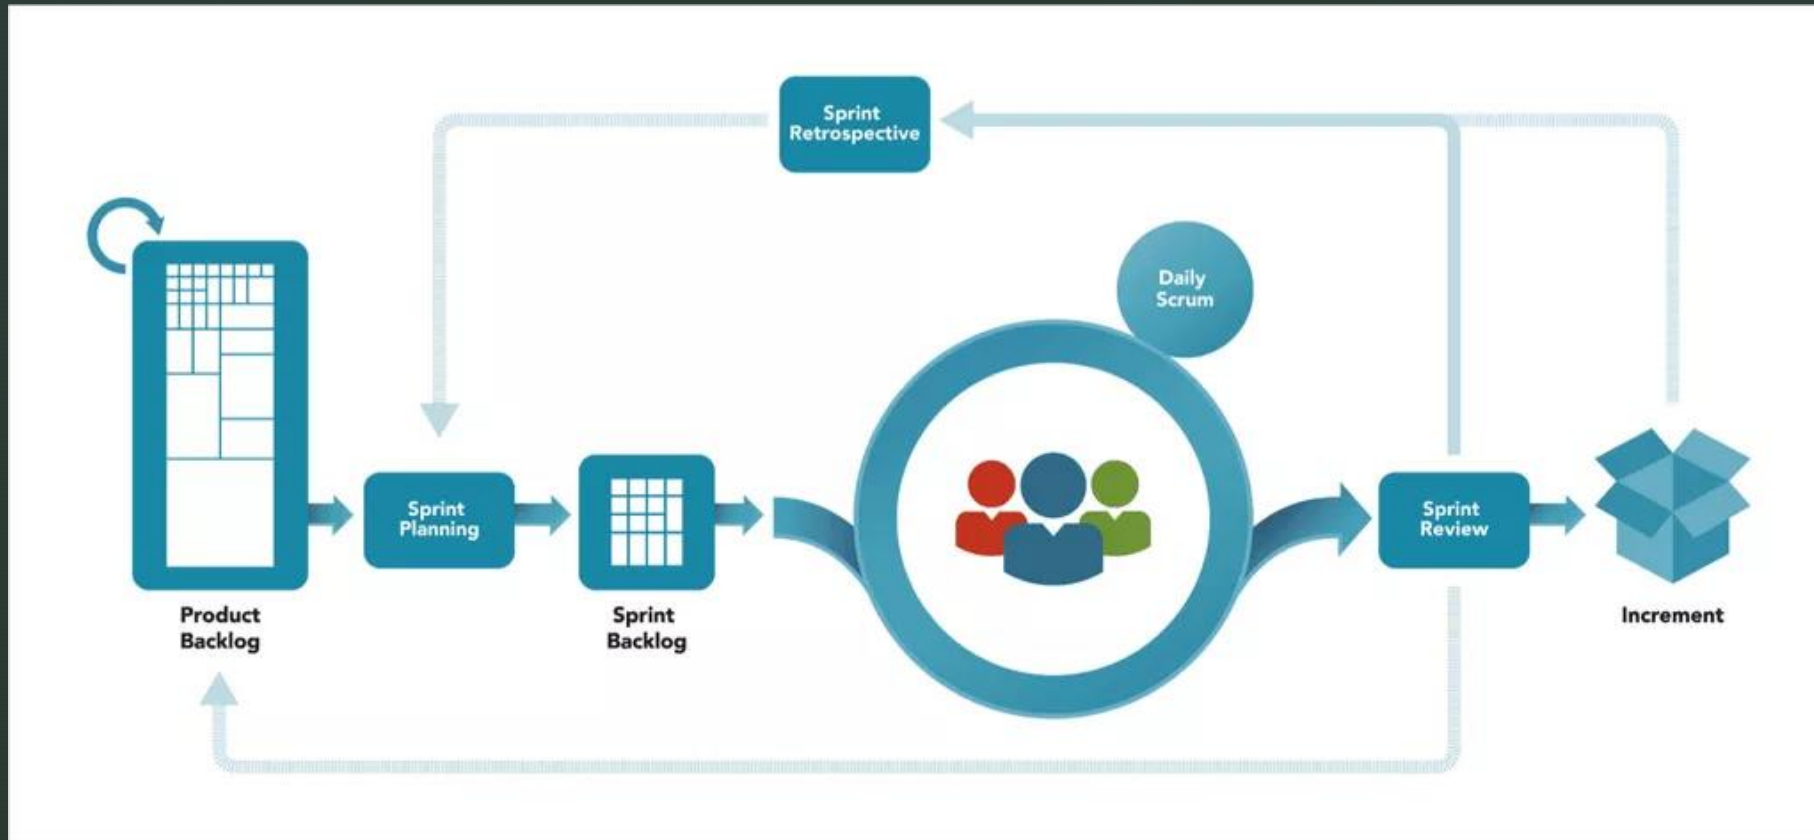 Sprint
Retrospective
Daily
Scrum
Sprint
Planning
Sprint
Review
Product
Backlog
Sprint
Backlog
Increment